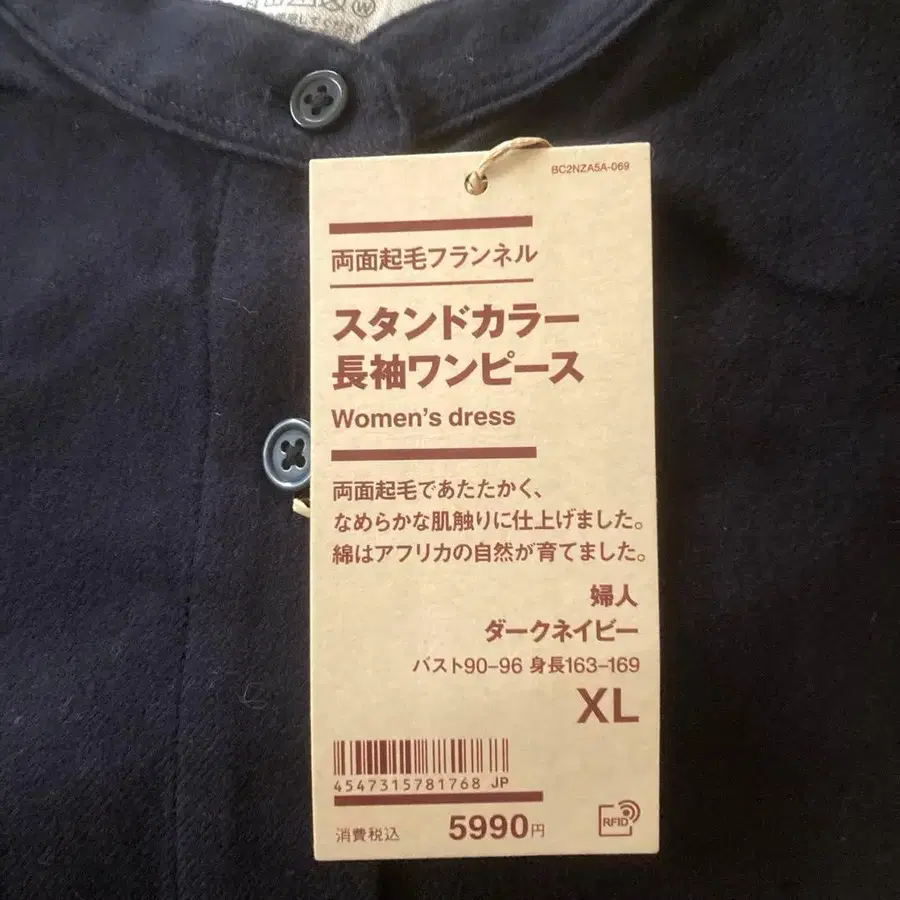 BC2NZA5A-069
両面起毛フランネル
スタンドカラー
長袖ワンピース
Women's dress
両面起毛であたたかく、
なめらかな肌触りに仕上げました。
綿はアフリカの自然が育てました。
婦人
ダークネイビー
バスト90–96 身長163–169
XL
4547315781768 JP
消費税込 5990円
RFID